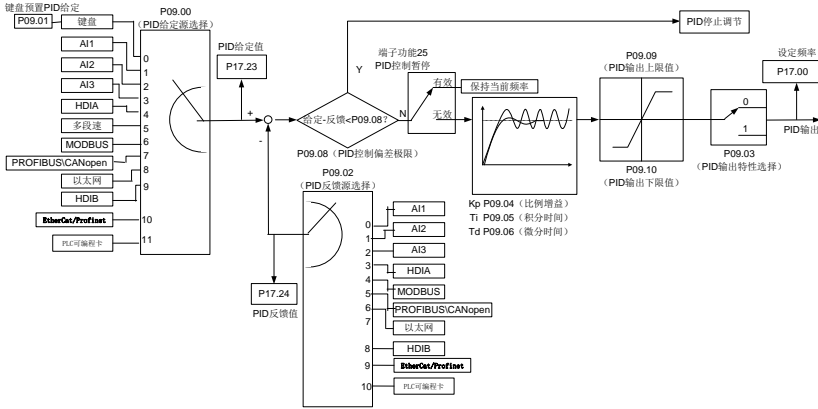 键盘预置PID给定
P09.01
键盘
AI1
AI2
AI3
HDIA
多段速
MODBUS
PROFIBUS\CANopen
以太网
HDIB
EtherCat/Profinet
PLC可编程卡
P09.00
(PID给定源选择)
0
1
2
3
4
5
6
7
8
9
10
11
PID给定值
P17.23
+
-
P17.24
PID反馈值
给定-反馈<P09.08?
Y
N
P09.08(PID控制偏差极限)
PID停止调节
端子功能25
PID控制暂停
有效
无效
保持当前频率
Kp P09.04(比例增益)
Ti P09.05(积分时间)
Td P09.06(微分时间)
P09.09
(PID输出上限值)
P09.10
(PID输出下限值)
0
1
P09.03
(PID输出特性选择)
设定频率
P17.00
PID输出
P09.02
(PID反馈源选择)
0
1
2
3
4
5
6
7
8
9
10
AI1
AI2
AI3
HDIA
MODBUS
PROFIBUS\CANopen
以太网
HDIB
EtherCat/Profinet
PLC可编程卡